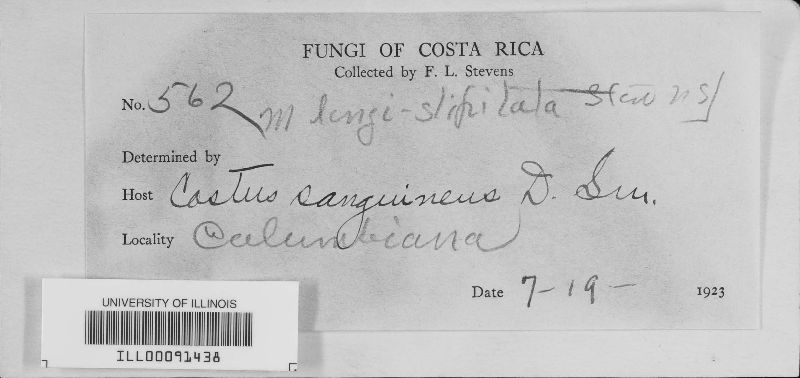 FUNGI OF COSTA RICA
Collected by F. L. Stevens
No. 562 M longi-stipitata Stev n s
Determined by
Host Costus sanguineus D. Sm.
Locality Columbiana
Date 7-19- 1923
UNIVERSITY OF ILLINOIS
ILL00091438